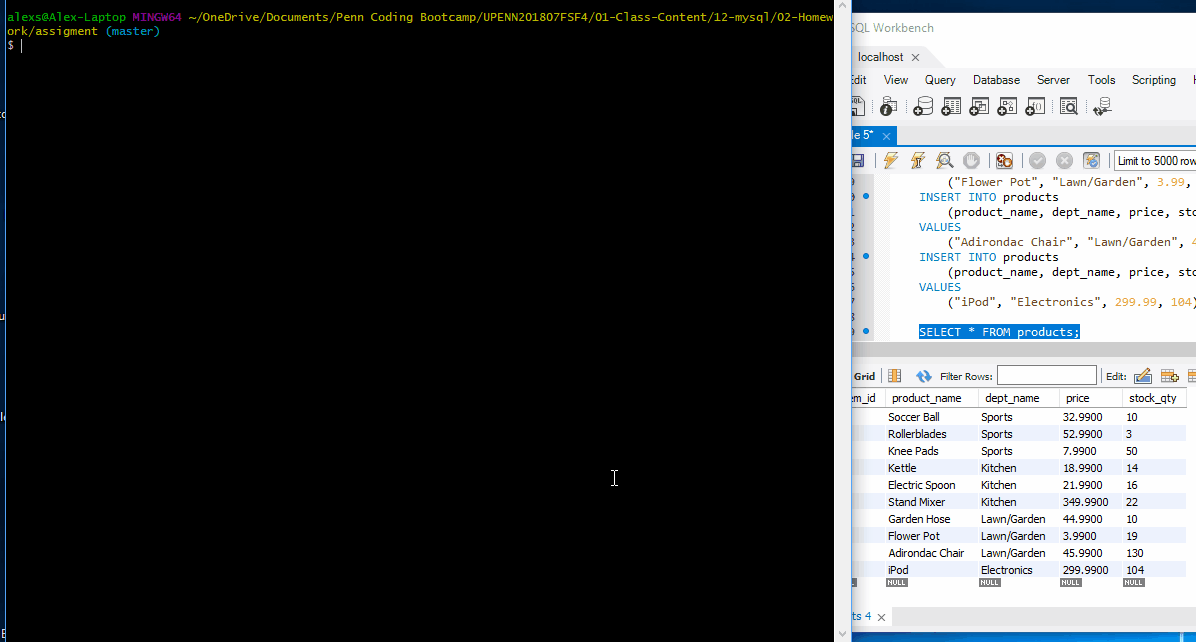 alexs@Alex-Laptop MINGW64 ~/OneDrive/Documents/Penn Coding Bootcamp/UPENN201807FSF4/01-Class-Content/12-mysql/02-Homew
ork/assigment (master)
$
SQL Workbench
localhost
Edit View Query Database Server Tools Scripting
le 5*
Limit to 5000 row
("Flower Pot", "Lawn/Garden", 3.99,
INSERT INTO products
(product_name, dept_name, price, sto
VALUES
("Adirondac Chair", "Lawn/Garden", 4
INSERT INTO products
(product_name, dept_name, price, sto
VALUES
("iPod", "Electronics", 299.99, 104)
SELECT * FROM products;
Grid Filter Rows: Edit:
em_id product_name dept_name price stock_qty
Soccer Ball Sports 32.9900 10
Rollerblades Sports 52.9900 3
Knee Pads Sports 7.9900 50
Kettle Kitchen 18.9900 14
Electric Spoon Kitchen 21.9900 16
Stand Mixer Kitchen 349.9900 22
Garden Hose Lawn/Garden 44.9900 10
Flower Pot Lawn/Garden 3.9900 19
Adirondac Chair Lawn/Garden 45.9900 130
iPod Electronics 299.9900 104
NULL NULL NULL NULL
ts 4